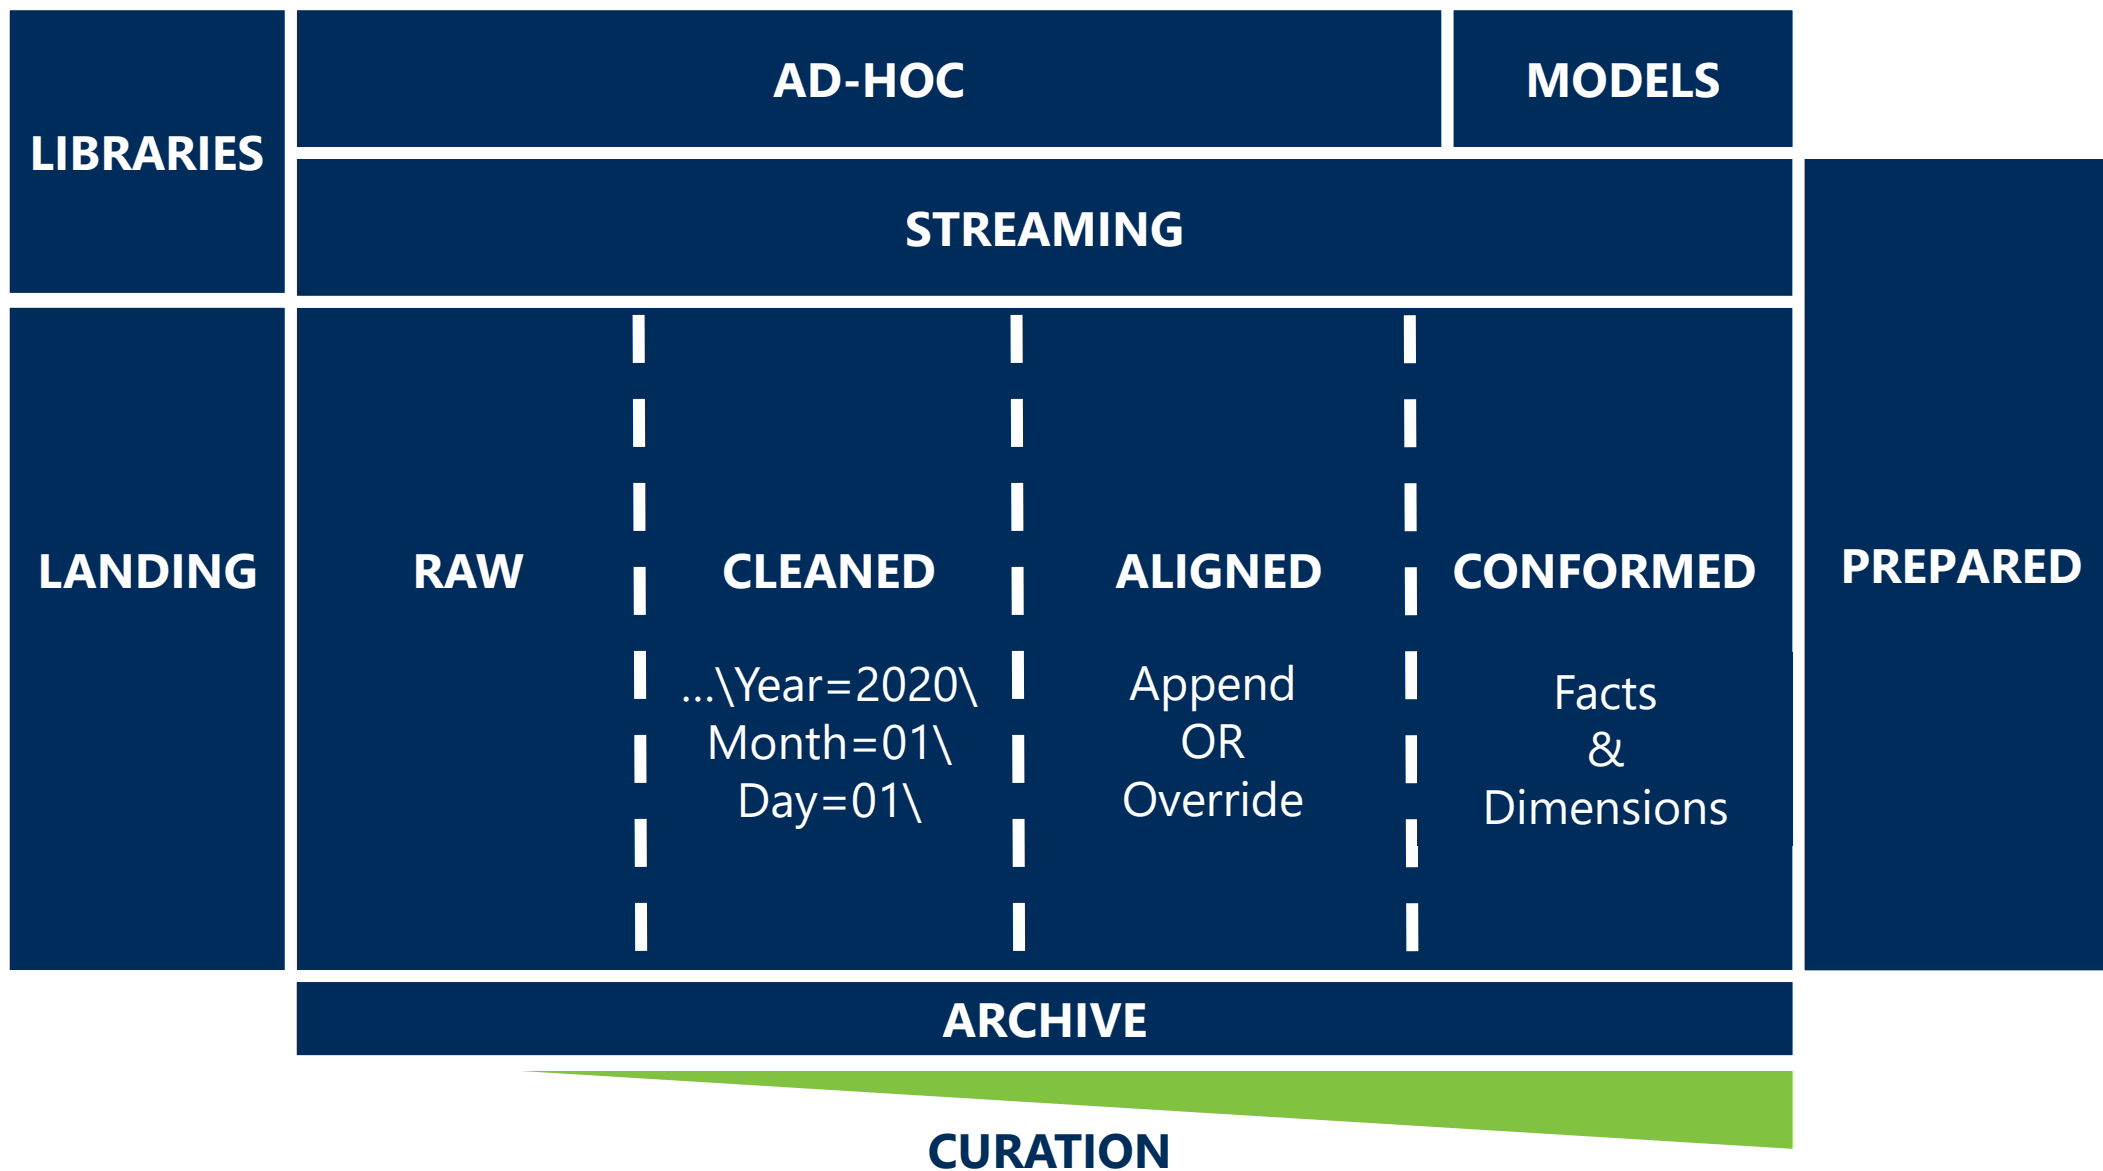 LIBRARIES
AD-HOC
MODELS
STREAMING
LANDING
RAW
CLEANED
...\Year=2020\
Month=01\
Day=01\
ALIGNED
Append
OR
Override
CONFORMED
Facts
&
Dimensions
PREPARED
ARCHIVE
CURATION